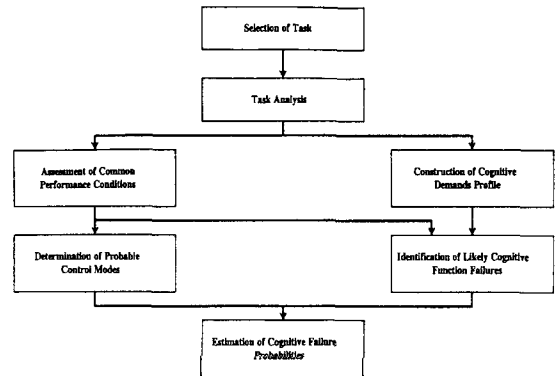 Selection of Task
Task Analysis
Assessment of Common
Performance Conditions
Construction of Cognitive
Demands Profile
Determination of Probable
Control Modes
Identification of Likely Cognitive
Function Failures
Estimation of Cognitive Failure
Probabilities